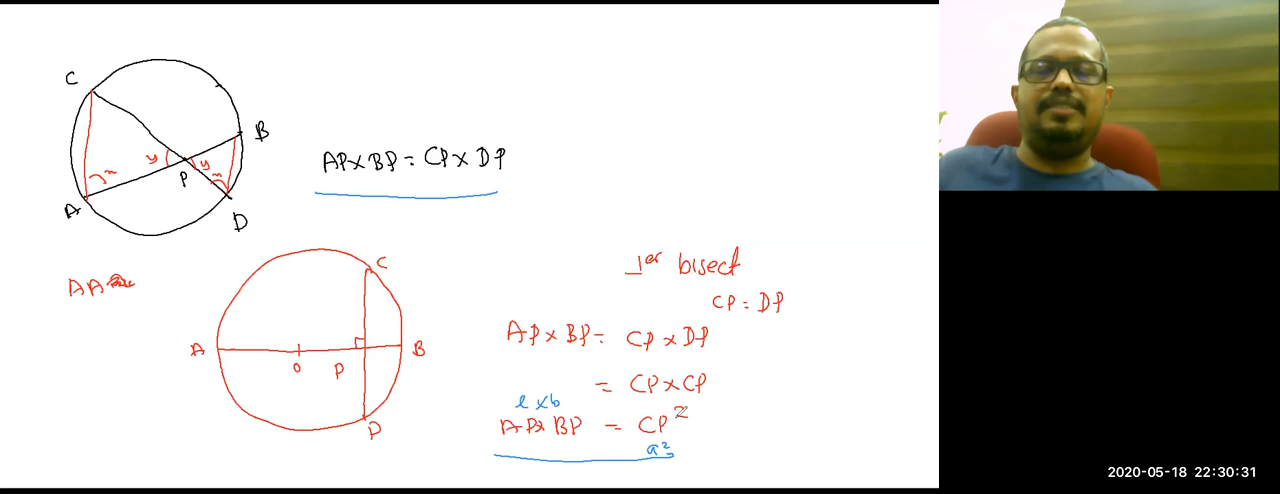 C
B
y
y
x
x
P
A
D
AP×BP = CP×DP
AA
C
A
O
P
B
D
⊥er bisect
CP = DP
AP×BP = CP×DP
= CP×CP
l×b
AP×BP = CP²
a²
2020-05-18 22:30:31